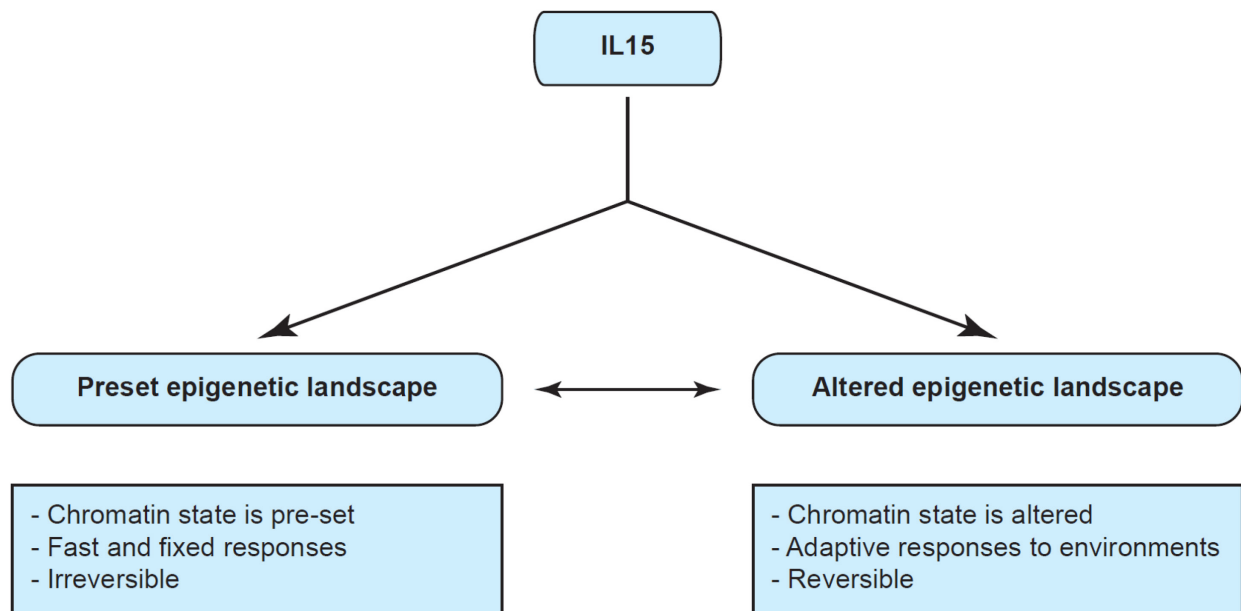 IL15
Preset epigenetic landscape
Altered epigenetic landscape
- Chromatin state is pre-set
- Fast and fixed responses
- Irreversible
- Chromatin state is altered
- Adaptive responses to environments
- Reversible